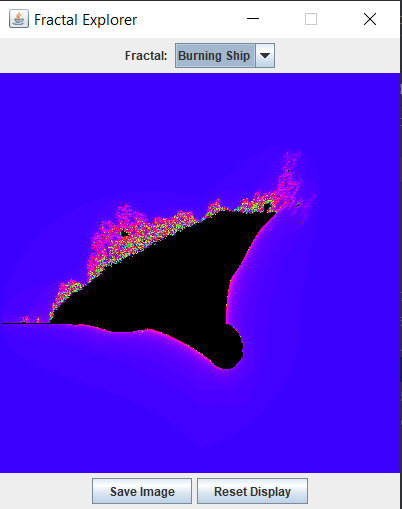 Fractal Explorer
Fractal: Burning Ship
Save Image Reset Display